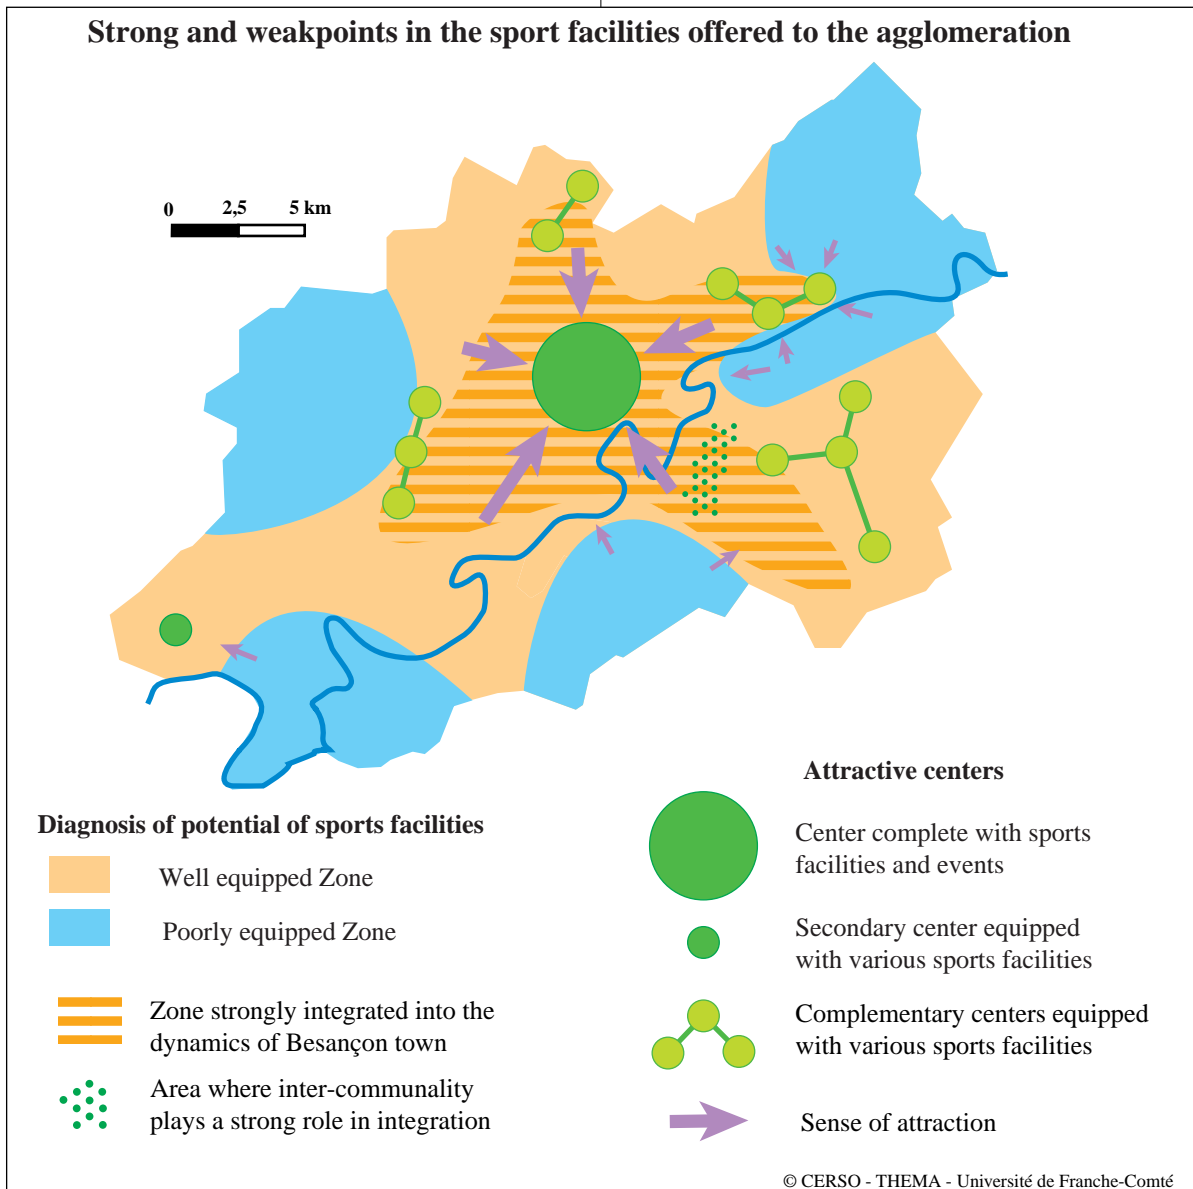 Strong and weakpoints in the sport facilities offered to the agglomeration
0 2,5 5 km
Diagnosis of potential of sports facilities
Well equipped Zone
Poorly equipped Zone
Zone strongly integrated into the
dynamics of Besançon town
Area where inter-communality
plays a strong role in integration
Attractive centers
Center complete with sports
facilities and events
Secondary center equipped
with various sports facilities
Complementary centers equipped
with various sports facilities
Sense of attraction
© CERSO - THEMA - Université de Franche-Comté